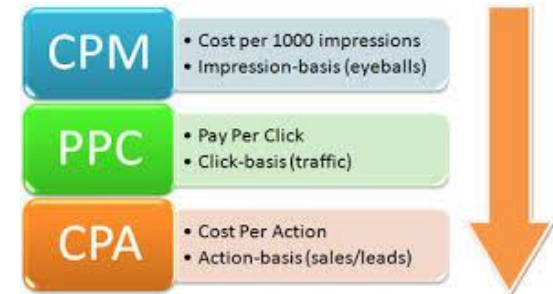 CPM
• Cost per 1000 impressions
• Impression-basis (eyeballs)
PPC
• Pay Per Click
• Click-basis (traffic)
CPA
• Cost Per Action
• Action-basis (sales/leads)